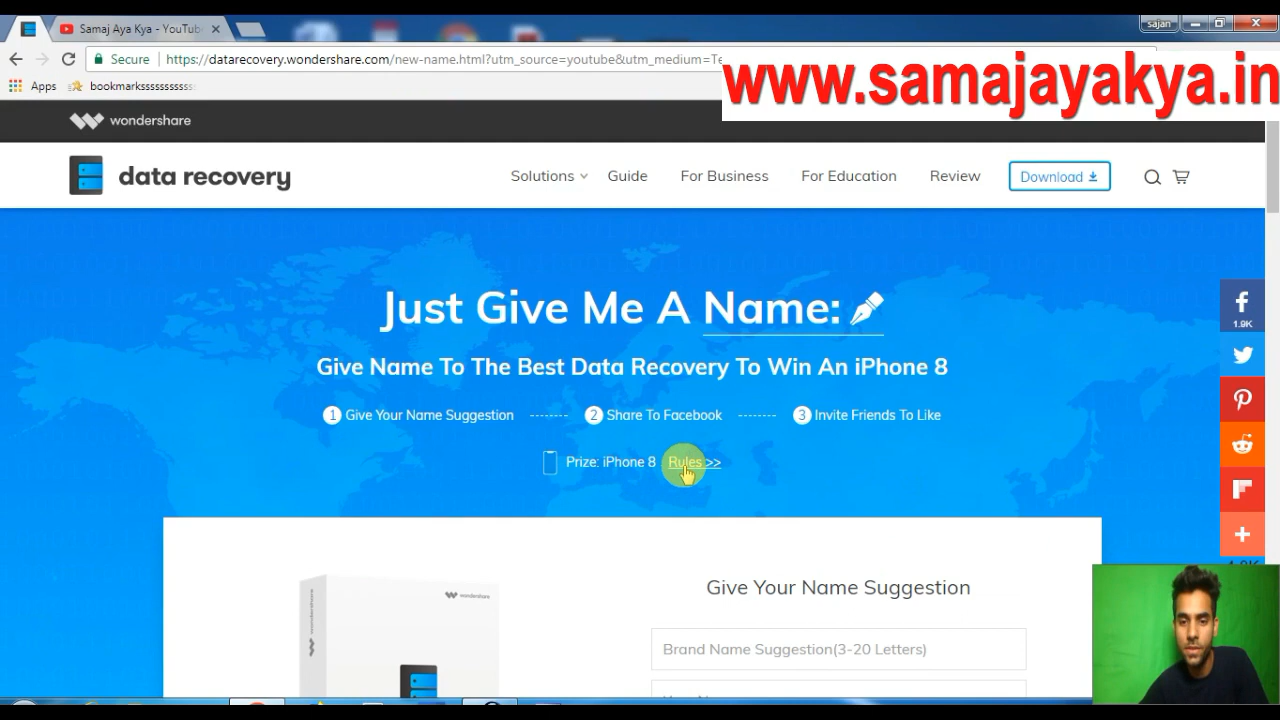 sajan
Samaj Aya Kya - YouTub
Secure
https://datarecovery.wondershare.com/new-name.html?utm_source=youtube&utm_medium=Te
www.samajayakya.in
Apps
bookmarksssssssssss
wondershare
data recovery
Solutions
Guide
For Business
For Education
Review
Download
Just Give Me A Name:
Give Name To The Best Data Recovery To Win An iPhone 8
1 Give Your Name Suggestion -------- 2 Share To Facebook -------- 3 Invite Friends To Like
Prize: iPhone 8 Rules >>
1.9K
wondershare
Give Your Name Suggestion
Brand Name Suggestion(3-20 Letters)